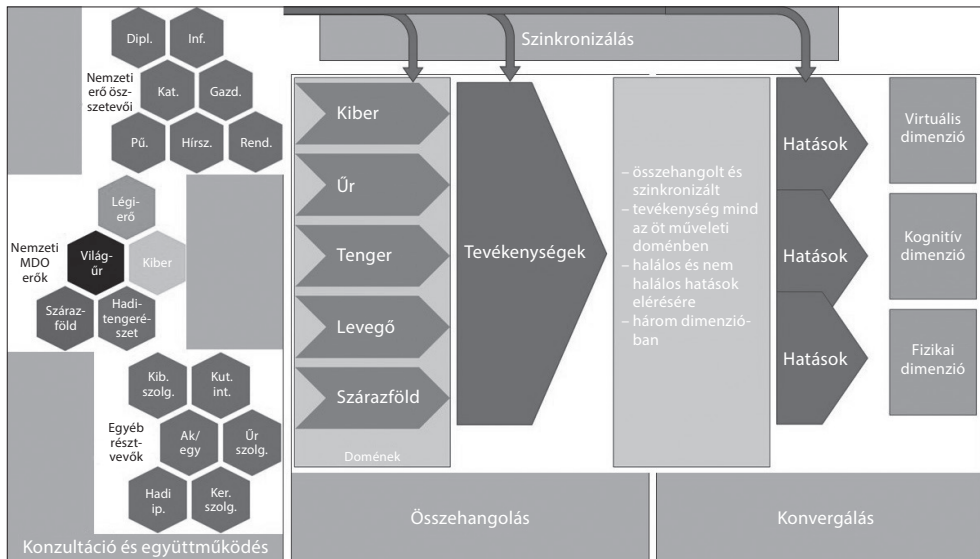 Dipl.
Inf.
Nemzeti
erő ösz-
szetevői
Kat.
Gazd.
Pü.
Hírsz.
Rend.
Légi-
erő
Nemzeti
MDO
erők
Világ-
űr
Kiber
Száraz-
föld
Hadi-
tengeré-
szet
Kib.
szolg.
Kut.
int.
Egyéb
részt-
vevők
Ak/
egy
Űr
szolg.
Hadi
ip.
Ker.
szolg.
Konzultáció és együttműködés
Szinkronizálás
Kiber
Űr
Tenger
Levegő
Szárazföld
Domének
Tevékenységek
– összehangolt és
szinkronizált
– tevékenység mind
az öt műveleti
doménben
– halálos és nem
halálos hatások
elérésére
– három dimenzió-
ban
Hatások
Hatások
Hatások
Virtuális
dimenzió
Kognitív
dimenzió
Fizikai
dimenzió
Összehangolás
Konvergálás